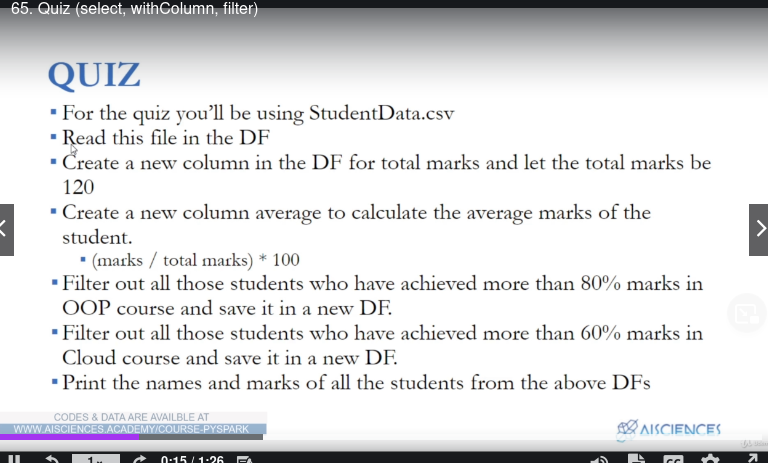 65. Quiz (select, withColumn, filter)
QUIZ
For the quiz you'll be using StudentData.csv
Read this file in the DF
Create a new column in the DF for total marks and let the total marks be
120
Create a new column average to calculate the average marks of the
student.
(marks / total marks) * 100
Filter out all those students who have achieved more than 80% marks in
OOP course and save it in a new DF.
Filter out all those students who have achieved more than 60% marks in
Cloud course and save it in a new DF.
Print the names and marks of all the students from the above DFs
CODES & DATA ARE AVAILBLE AT
WWW.AISCIENCES.ACADEMY/COURSE-PYSPARK
AISCIENCES
0:15 / 1:26